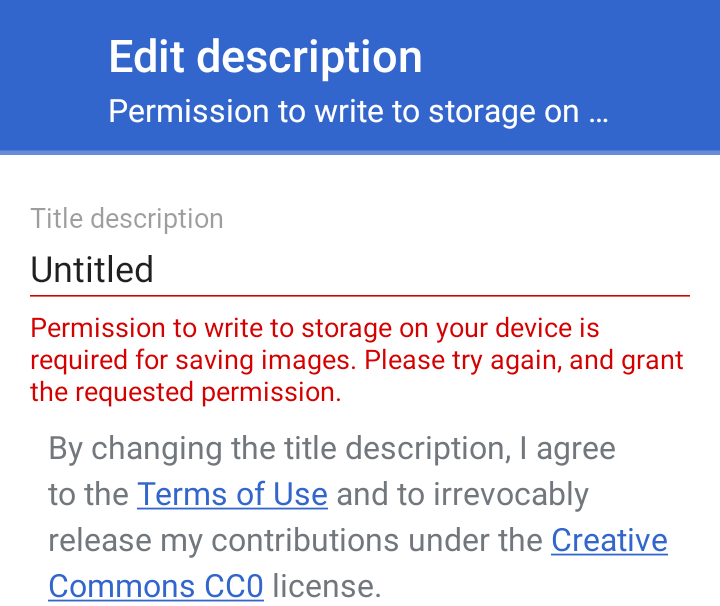 Edit description
Permission to write to storage on ...
Title description
Untitled
Permission to write to storage on your device is
required for saving images. Please try again, and grant
the requested permission.
By changing the title description, I agree
to the Terms of Use and to irrevocably
release my contributions under the Creative
Commons CC0 license.